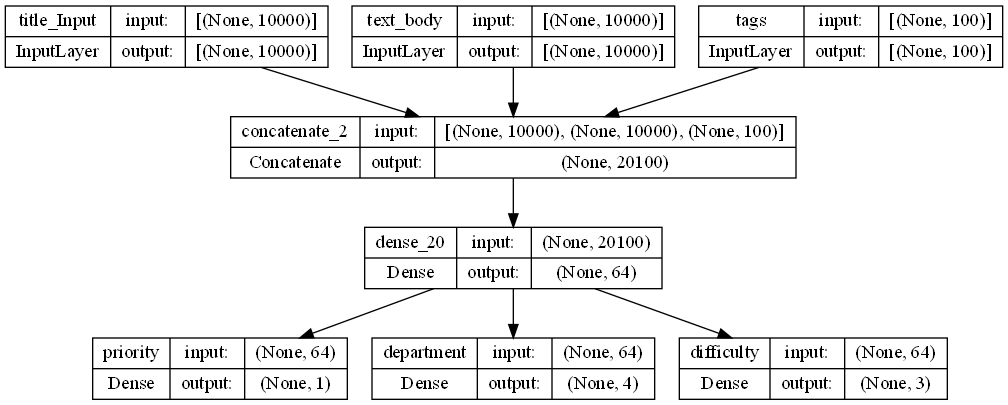 title_Input input: [(None, 10000)]
InputLayer output: [(None, 10000)]
text_body input: [(None, 10000)]
InputLayer output: [(None, 10000)]
tags input: [(None, 100)]
InputLayer output: [(None, 100)]
concatenate_2 input: [(None, 10000), (None, 10000), (None, 100)]
Concatenate output: (None, 20100)
dense_20 input: (None, 20100)
Dense output: (None, 64)
priority input: (None, 64)
Dense output: (None, 1)
department input: (None, 64)
Dense output: (None, 4)
difficulty input: (None, 64)
Dense output: (None, 3)